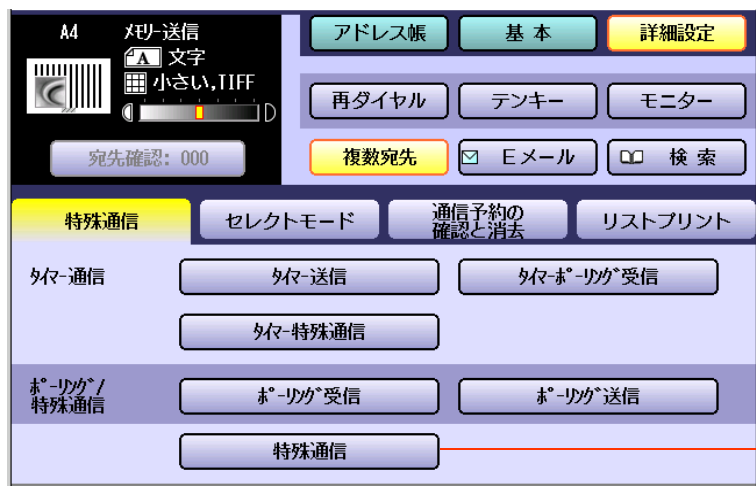 A4 ﾒﾓﾘｰ送信
A 文字
小さい,TIFF
宛先確認: 000
アドレス帳 基本 詳細設定
再ダイヤル テンキー モニター
複数宛先 Eメール 検索
特殊通信 セレクトモード 通信予約の
確認と消去 リストプリント
ﾀｲﾏｰ通信 ﾀｲﾏｰ送信 ﾀｲﾏｰﾎﾟｰﾘﾝｸﾞ受信
ﾀｲﾏｰ特殊通信
ﾎﾟｰﾘﾝｸﾞ/
特殊通信 ﾎﾟｰﾘﾝｸﾞ受信 ﾎﾟｰﾘﾝｸﾞ送信
特殊通信